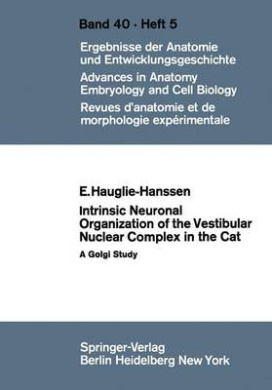 Band 40 · Heft 5
Ergebnisse der Anatomie
und Entwicklungsgeschichte
Advances in Anatomy
Embryology and Cell Biology
Revues d'anatomie et de
morphologie expérimentale
E. Hauglie-Hanssen
Intrinsic Neuronal
Organization of the Vestibular
Nuclear Complex in the Cat
A Golgi Study
Springer-Verlag
Berlin Heidelberg New York